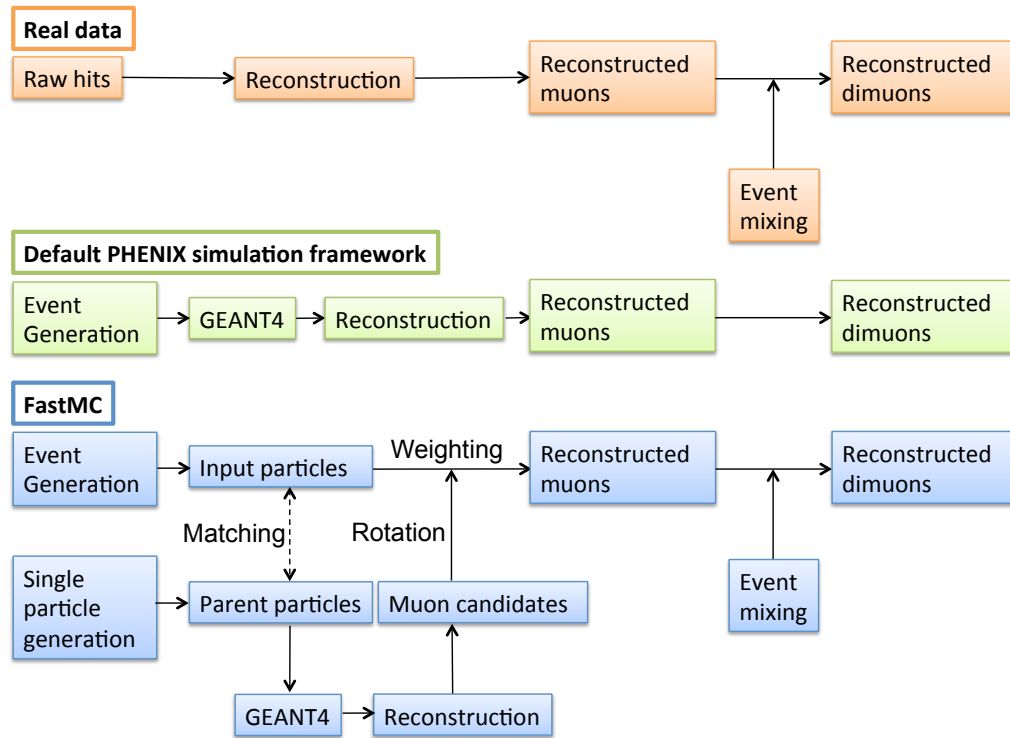 Real data
Raw hits
Reconstruction
Reconstructed
muons
Reconstructed
dimuons
Event
mixing
Default PHENIX simulation framework
Event
Generation
GEANT4
Reconstruction
Reconstructed
muons
Reconstructed
dimuons
FastMC
Event
Generation
Input particles
Weighting
Reconstructed
muons
Reconstructed
dimuons
Matching
Rotation
Single
particle
generation
Parent particles
Muon candidates
Event
mixing
GEANT4
Reconstruction